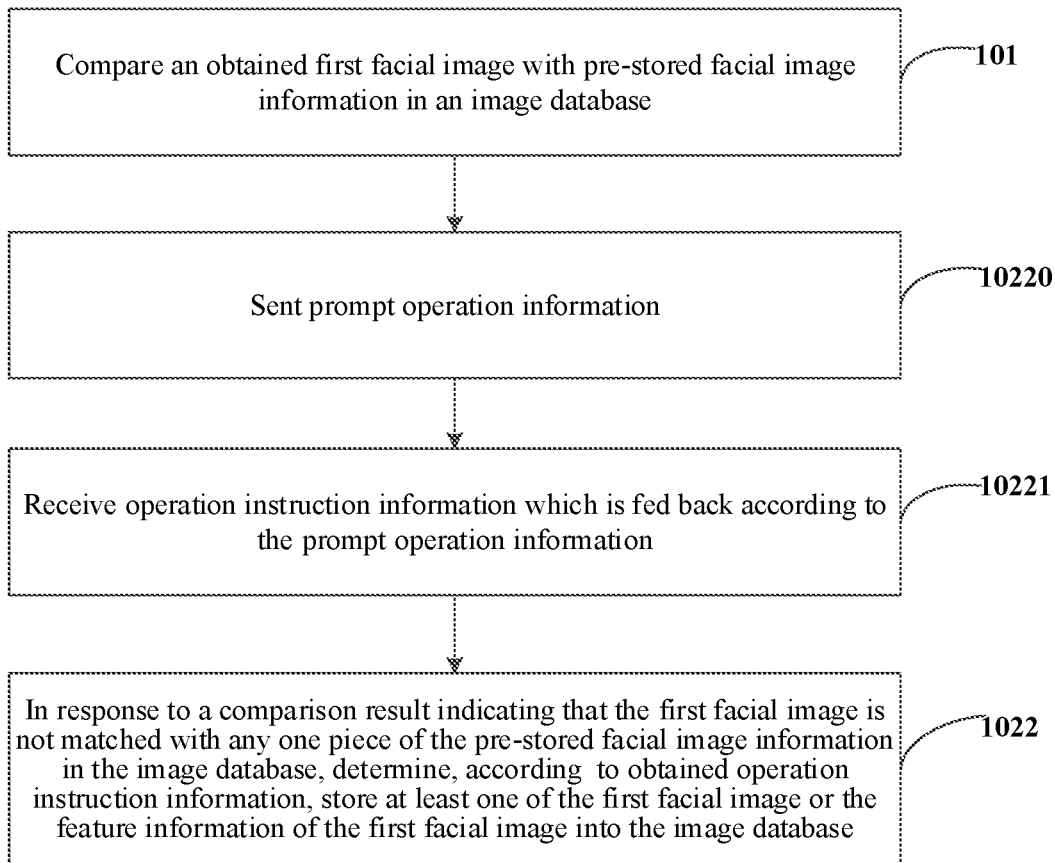 Compare an obtained first facial image with pre-stored facial image
information in an image database
101
Sent prompt operation information
10220
Receive operation instruction information which is fed back according to
the prompt operation information
10221
In response to a comparison result indicating that the first facial image is
not matched with any one piece of the pre-stored facial image information
in the image database, determine, according to obtained operation
instruction information, store at least one of the first facial image or the
feature information of the first facial image into the image database
1022